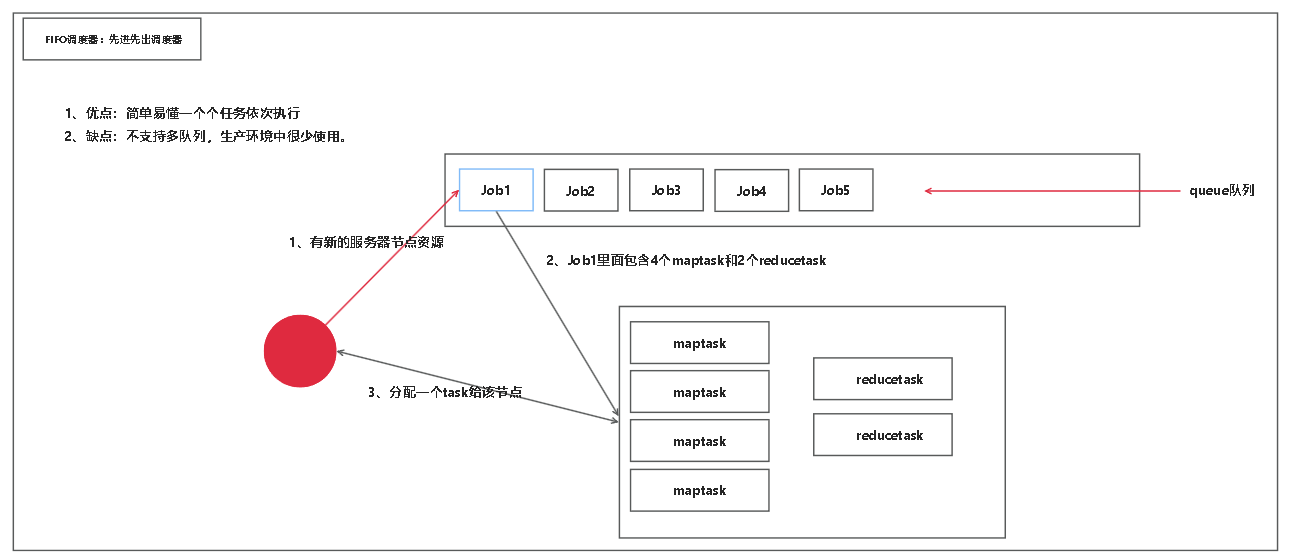 FIFO调度器：先进先出调度器
1、优点：简单易懂一个个任务依次执行
2、缺点：不支持多队列，生产环境中很少使用。
Job1
Job2
Job3
Job4
Job5
queue队列
1、有新的服务器节点资源
2、Job1里面包含4个maptask和2个reducetask
maptask
maptask
maptask
maptask
reducetask
reducetask
3、分配一个task给该节点